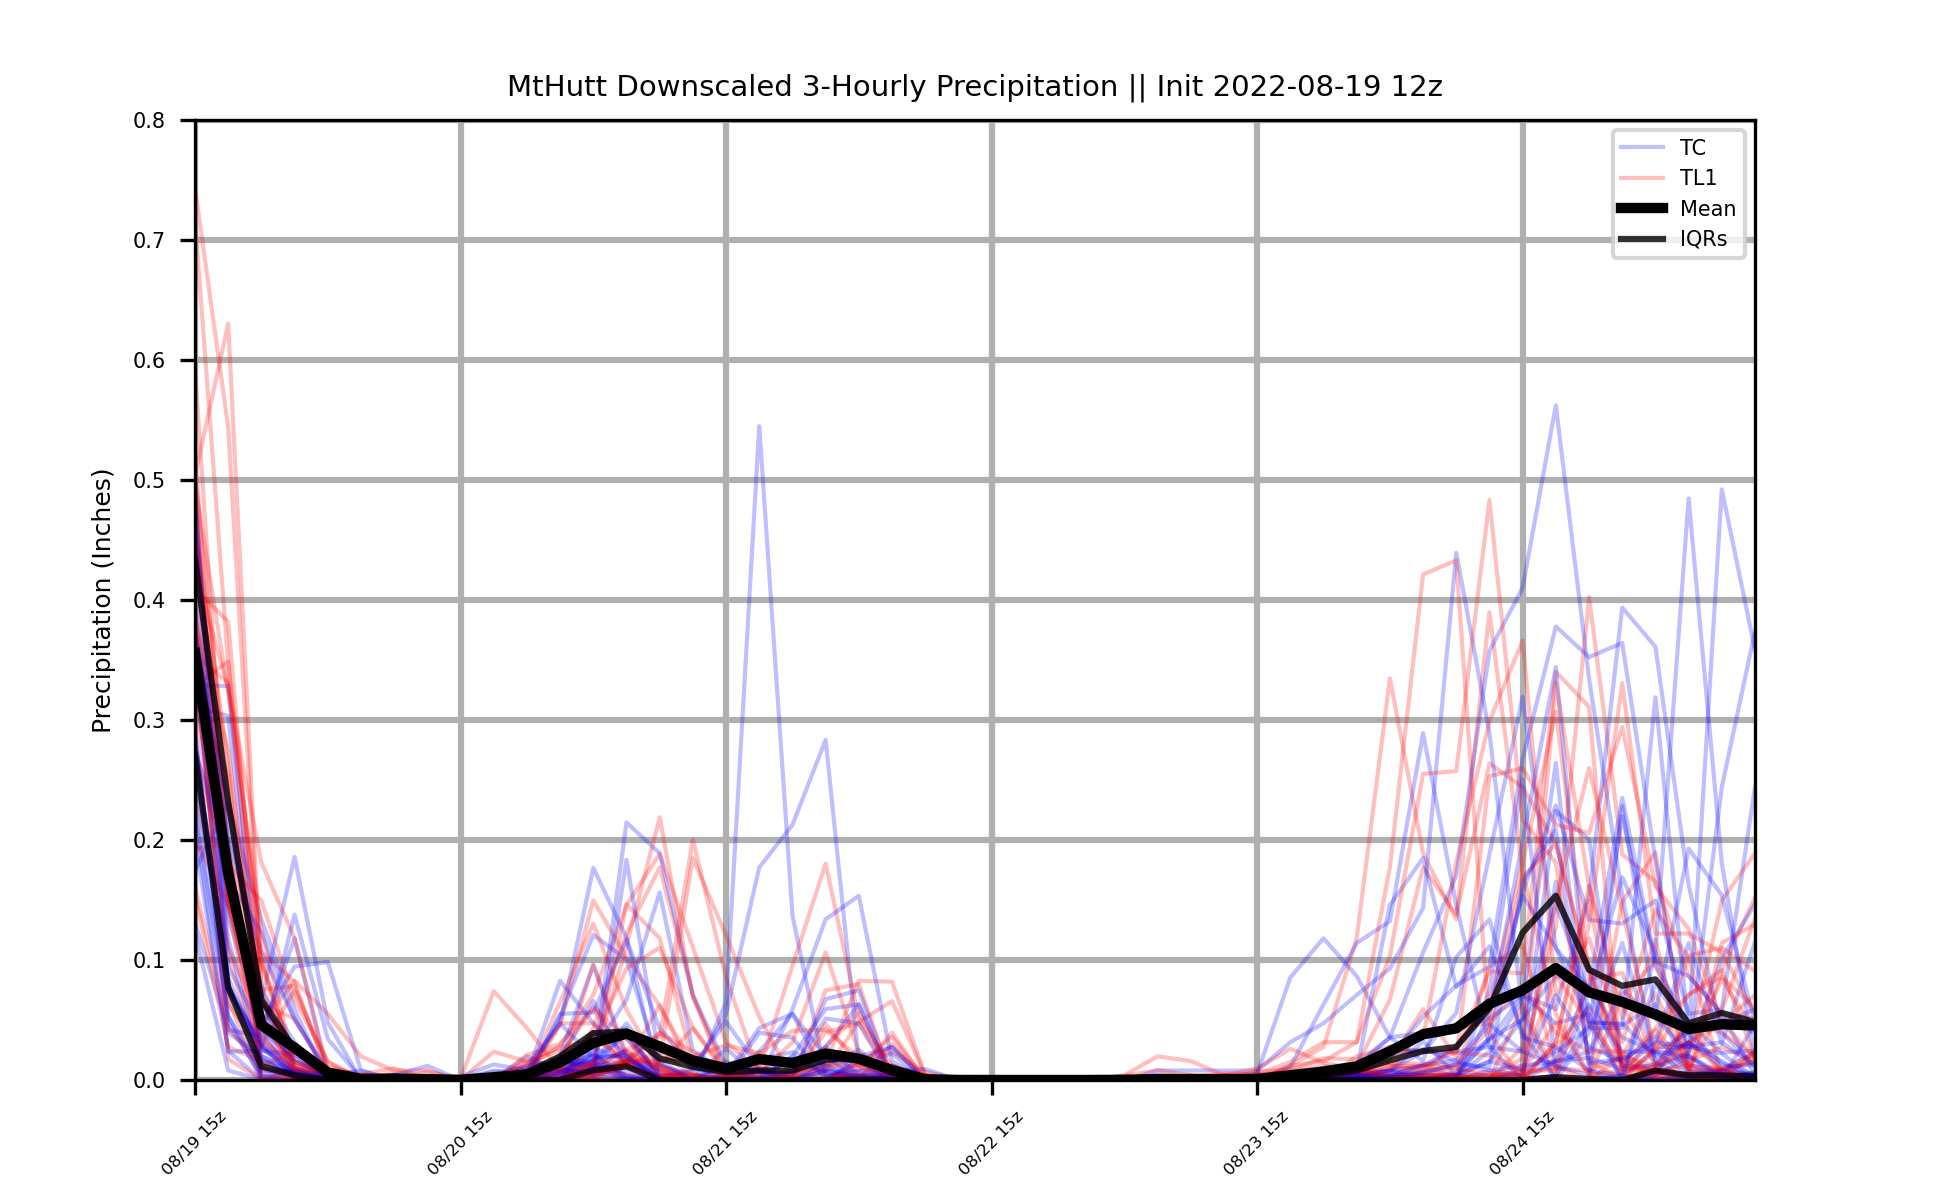 MtHutt Downscaled 3-Hourly Precipitation || Init 2022-08-19 12z
0.8
0.7
0.6
0.5
0.4
0.3
0.2
0.1
0.0
Precipitation (Inches)
TC
TL1
Mean
IQRs
08/19 15z
08/20 15z
08/21 15z
08/22 15z
08/23 15z
08/24 15z